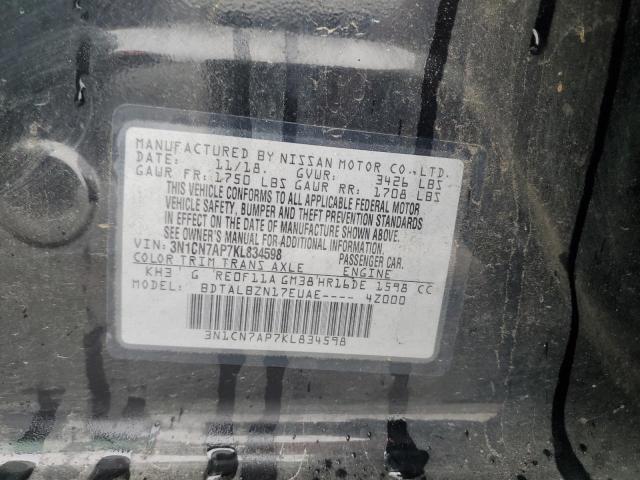 MANUFACTURED BY NISSAN MOTOR CO.,LTD.
DATE: 11/18. GVWR: 3426 LBS
GAWR FR: 1750 LBS GAWR RR: 1708 LBS
THIS VEHICLE CONFORMS TO ALL APPLICABLE FEDERAL MOTOR
VEHICLE SAFETY, BUMPER AND THEFT PREVENTION STANDARDS
IN EFFECT ON THE DATE OF MANUFACTURE SHOWN ABOVE.
SEE OWNER'S MANUAL FOR ADDITIONAL INFORMATION.
VIN: 3N1CN7AP7KL834598 PASSENGER CAR.
COLOR TRIM TRANS AXLE ENGINE
KH3 G RE0F11A GM38 HR16DE 1598 CC
MODEL: BDTALBZN17EUAE---- 4Z000
3N1CN7AP7KL834598